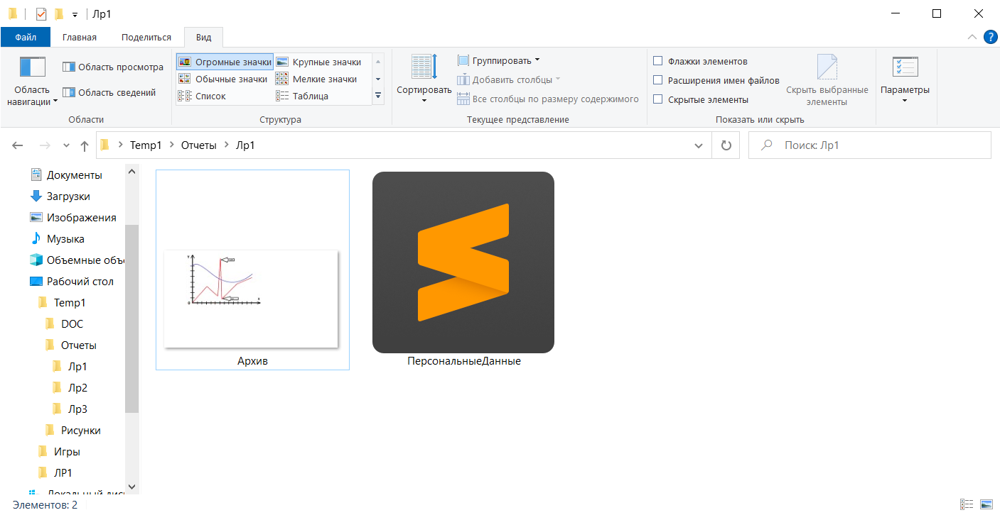 Лр1
Файл Главная Поделиться Вид
Область навигации
Область просмотра
Область сведений
Области
Огромные значки Крупные значки
Обычные значки Мелкие значки
Список Таблица
Структура
Сортировать
Группировать
Добавить столбцы
Все столбцы по размеру содержимого
Текущее представление
Флажки элементов
Расширения имен файлов
Скрытые элементы
Скрыть выбранные
элементы
Показать или скрыть
Параметры
Temp1 Отчеты Лр1
Поиск: Лр1
Документы
Загрузки
Изображения
Музыка
Объемные объ
Рабочий стол
Temp1
DOC
Отчеты
Лр1
Лр2
Лр3
Рисунки
Игры
ЛР1
Локальный дис
Y
X
0
Архив
ПерсональныеДанные
Элементов: 2